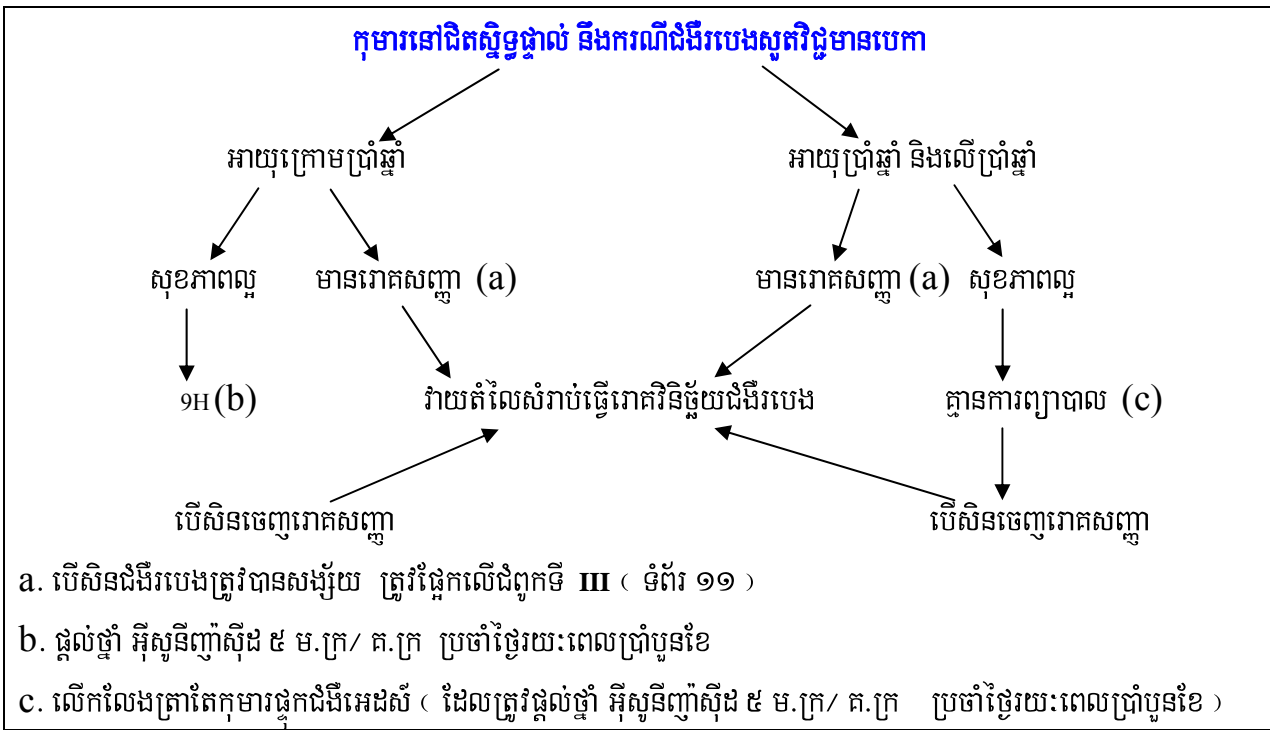 កុមារនៅជិតស្និទ្ធផ្ទាល់ នឹងករណីជំងឺរបេងសួតវិជ្ជមានបេកា
អាយុក្រោមប្រាំឆ្នាំ អាយុប្រាំឆ្នាំ និងលើប្រាំឆ្នាំ
សុខភាពល្អ មានរោគសញ្ញា (a) មានរោគសញ្ញា (a) សុខភាពល្អ
9H (b) វាយតំលៃសំរាប់ធ្វើរោគវិនិច្ឆ័យជំងឺរបេង គ្មានការព្យាបាល (c)
បើសិនចេញរោគសញ្ញា បើសិនចេញរោគសញ្ញា
a. បើសិនជំងឺរបេងត្រូវបានសង្ស័យ ត្រូវផ្អែកលើជំពូកទី III ( ទំព័រ ១១ )
b. ផ្តល់ថ្នាំ អ៊ីសូនីញ៉ាស៊ីដ ៥ ម.ក្រ/ គ.ក្រ ប្រចាំថ្ងៃរយៈពេលប្រាំបួនខែ
c. លើកលែងត្រាតែកុមារផ្ទុកជំងឺអេដស៍ ( ដែលត្រូវផ្តល់ថ្នាំ អ៊ីសូនីញ៉ាស៊ីដ ៥ ម.ក្រ/ គ.ក្រ ប្រចាំថ្ងៃរយៈពេលប្រាំបួនខែ )